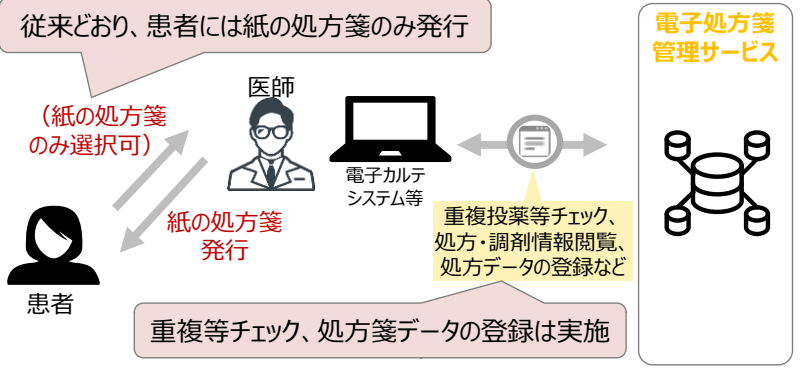 従来どおり、患者には紙の処方箋のみ発行
電子処方箋
管理サービス
医師
（紙の処方箋
のみ選択可）
電子カルテ
システム等
紙の処方箋
発行
重複投薬等チェック、
処方・調剤情報閲覧、
処方データの登録など
患者
重複等チェック、処方箋データの登録は実施